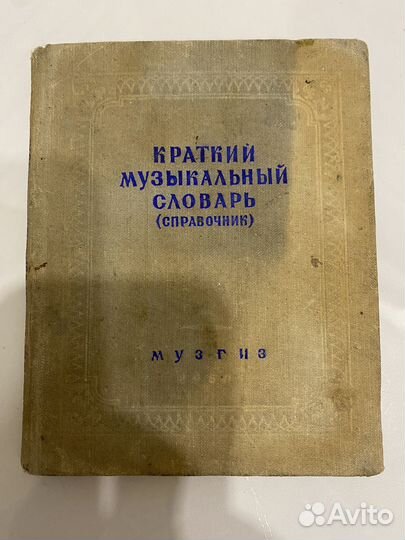 КРАТКИЙ
МУЗЫКАЛЬНЫЙ
СЛОВАРЬ
(СПРАВОЧНИК)
МУЗГИЗ
Avito